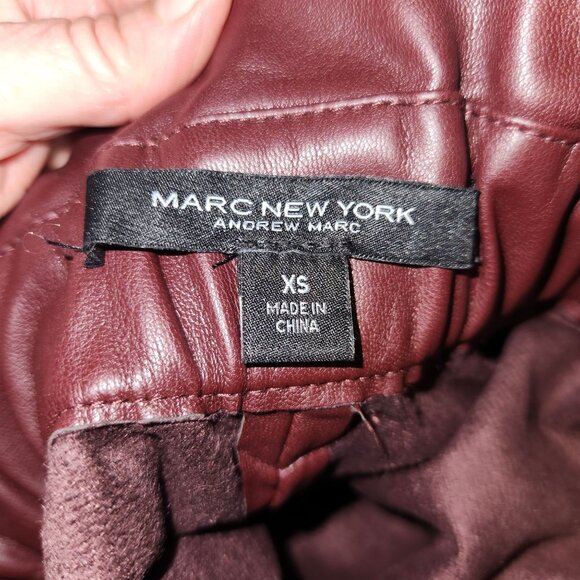 MARC NEW YORK
ANDREW MARC
XS
MADE IN
CHINA